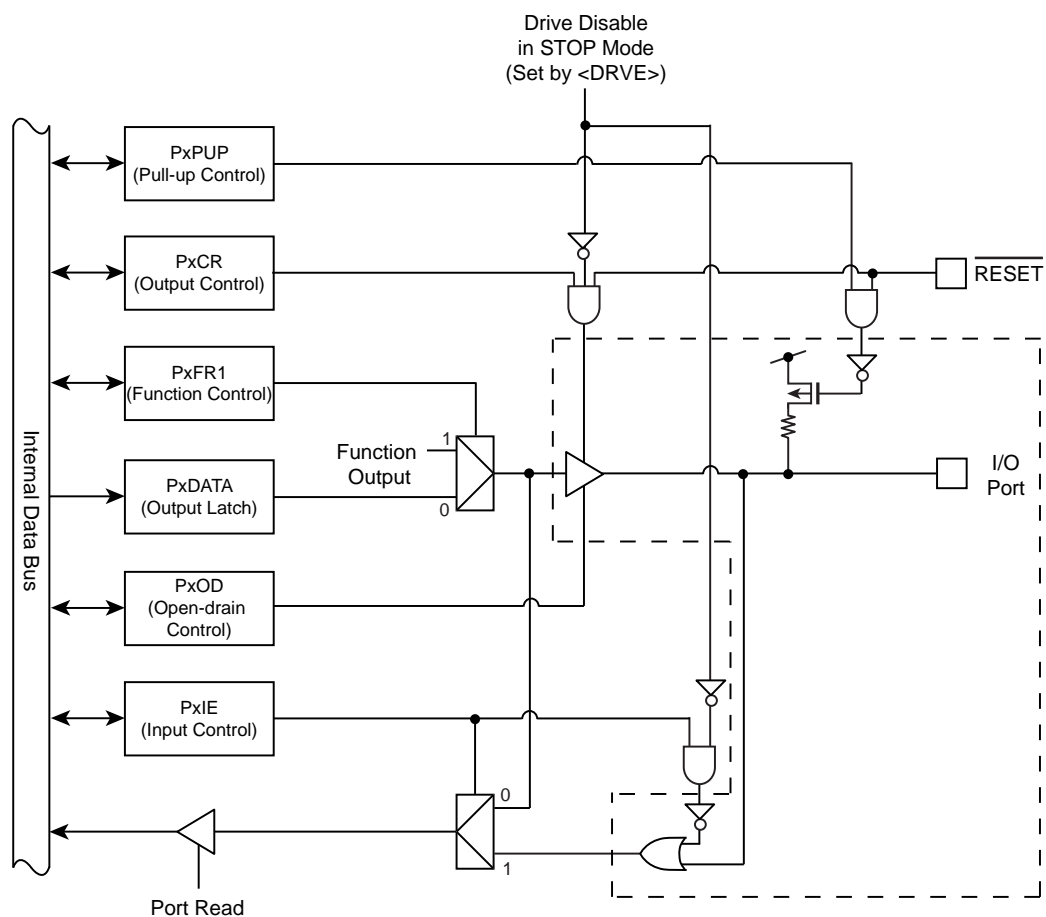 Drive Disable
in STOP Mode
(Set by <DRVE>)
PxPUP
(Pull-up Control)
PxCR
(Output Control)
RESET
PxFR1
(Function Control)
1
Function
Output
0
PxDATA
(Output Latch)
I/O
Port
Internal Data Bus
PxOD
(Open-drain
Control)
PxIE
(Input Control)
0
1
Port Read